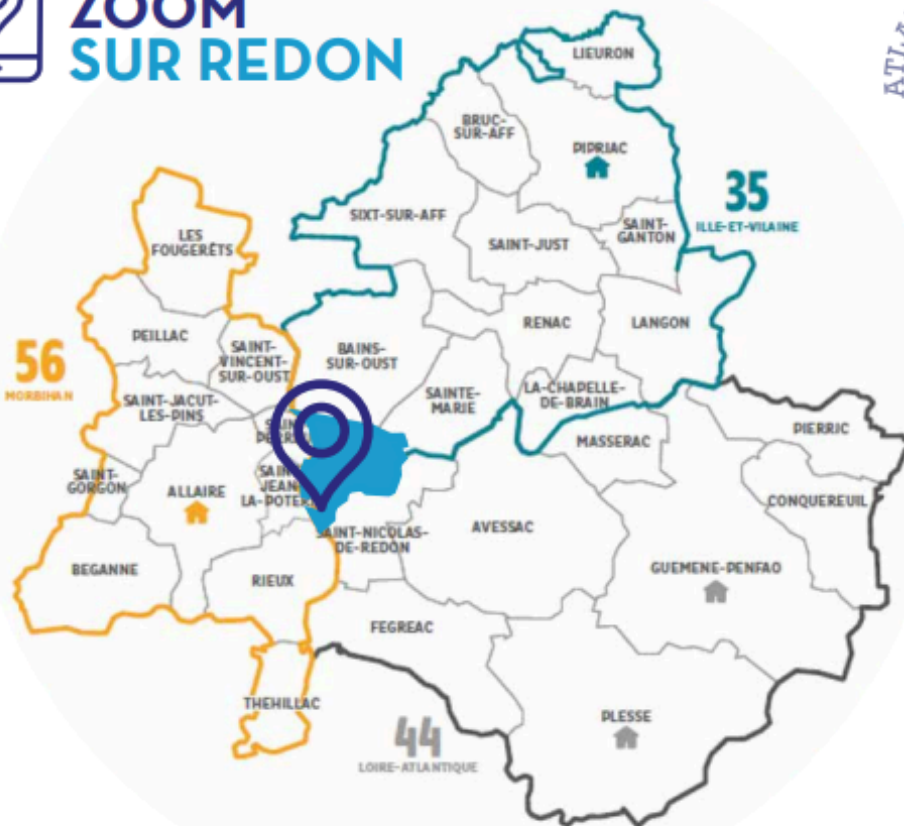 ZOOM
SUR REDON
ATLA
LIEURON
BRUC-
SUR-AFF
PIPRIAC
35
ILLE-ET-VILAINE
SIXT-SUR-AFF
SAINT-
GANTON
SAINT-JUST
LES
FOUGERÊTS
RENAC
LANGON
PEILLAC
56
MORBIHAN
SAINT-
VINCENT-
SUR-OUST
BAINS-
SUR-OUST
SAINTE-
MARIE
LA-CHAPELLE-
DE-BRAIN
SAINT-JACUT-
LES-PINS
MASSERAC
PIERRIC
SAINT-
GORGON
ALLAIRE
LA-POTER
CONQUEREUIL
AVESSAC
SAINT-NICOLAS-
DE-REDON
BEGANNE
RIEUX
GUEMENE-PENFAO
FEGREAC
THEHILLAC
PLESSE
44
LOIRE-ATLANTIQUE